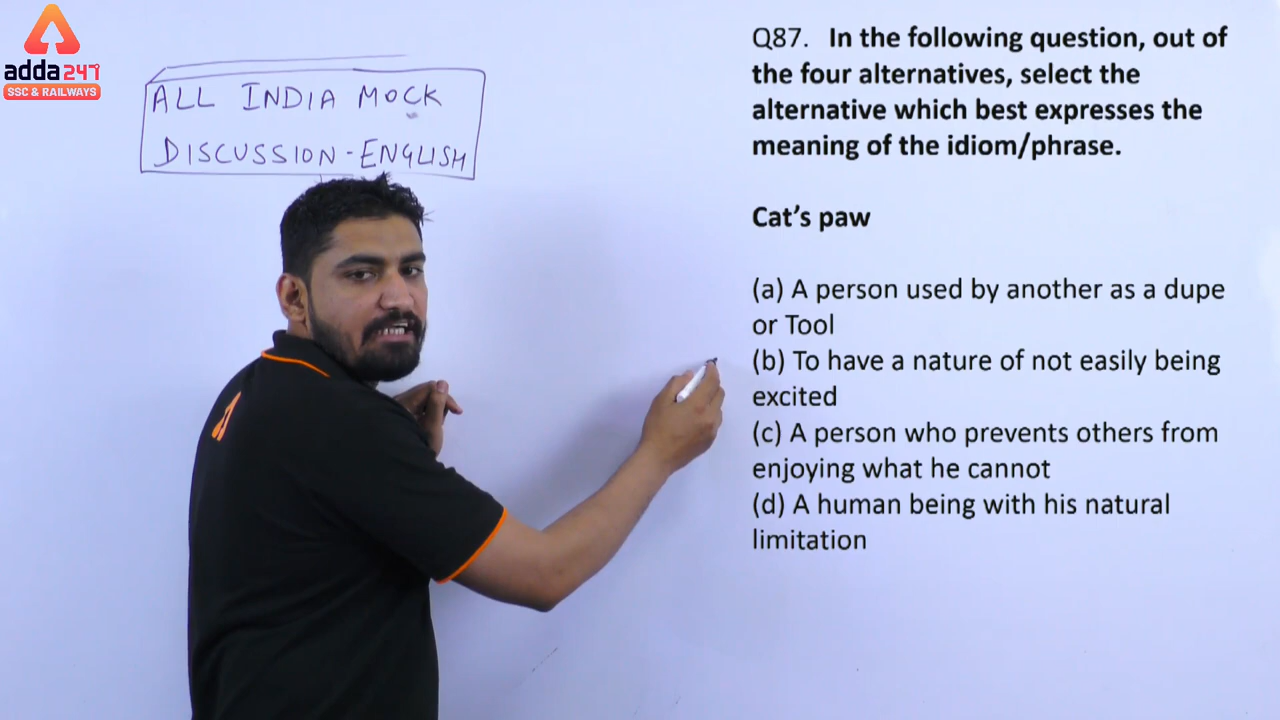 adda247
SSC & RAILWAYS
ALL INDIA MOCK
DISCUSSION-ENGLISH
Q87. In the following question, out of
the four alternatives, select the
alternative which best expresses the
meaning of the idiom/phrase.
Cat's paw
(a) A person used by another as a dupe
or Tool
(b) To have a nature of not easily being
excited
(c) A person who prevents others from
enjoying what he cannot
(d) A human being with his natural
limitation